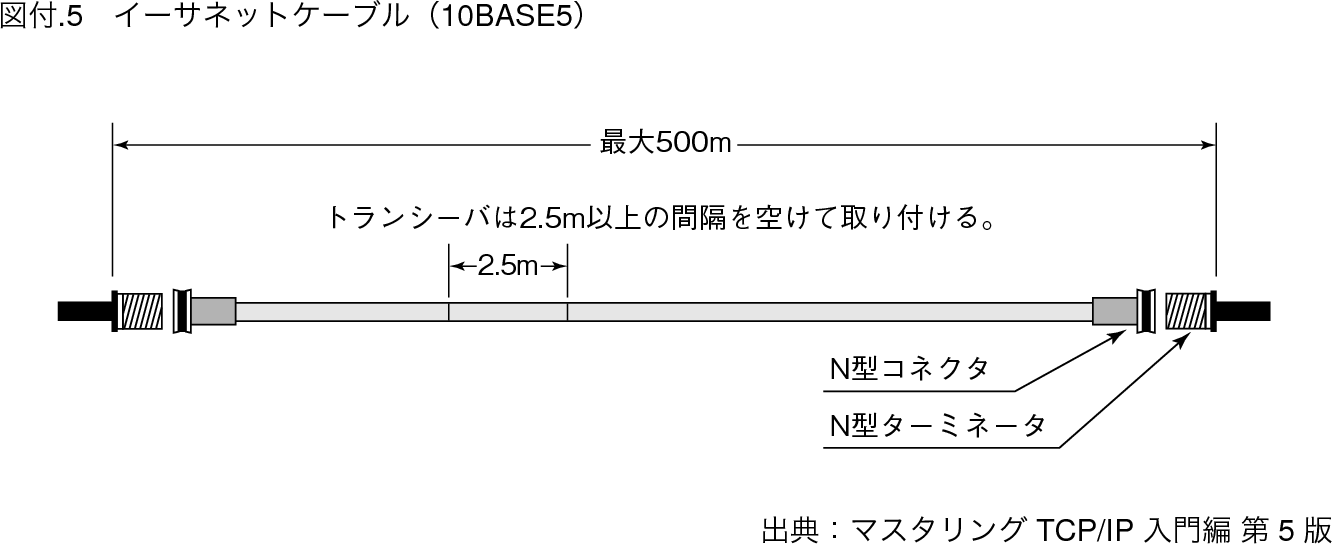 図付.5　イーサネットケーブル（10BASE5）
最大500m
トランシーバは2.5m以上の間隔を空けて取り付ける。
2.5m
N型コネクタ
N型ターミネータ
出典：マスタリング TCP/IP 入門編 第 5 版